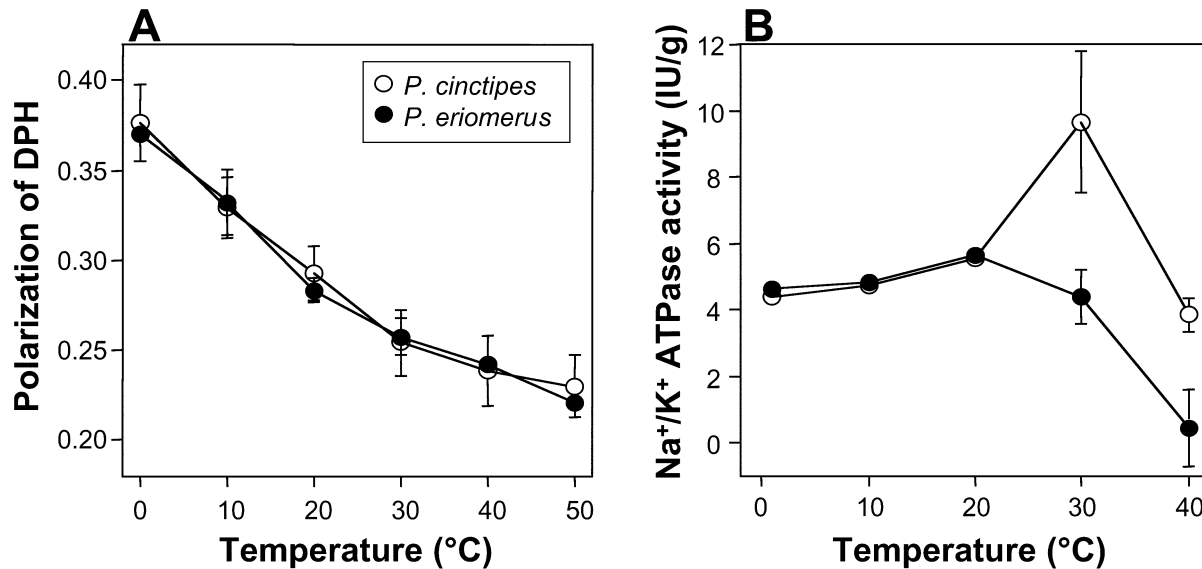 A
Polarization of DPH
0.40
0.35
0.30
0.25
0.20
P. cinctipes
P. eriomerus
0 10 20 30 40 50
Temperature (°C)
B
Na⁺/K⁺ ATPase activity (IU/g)
12
10
8
6
4
2
0
0 10 20 30 40
Temperature (°C)